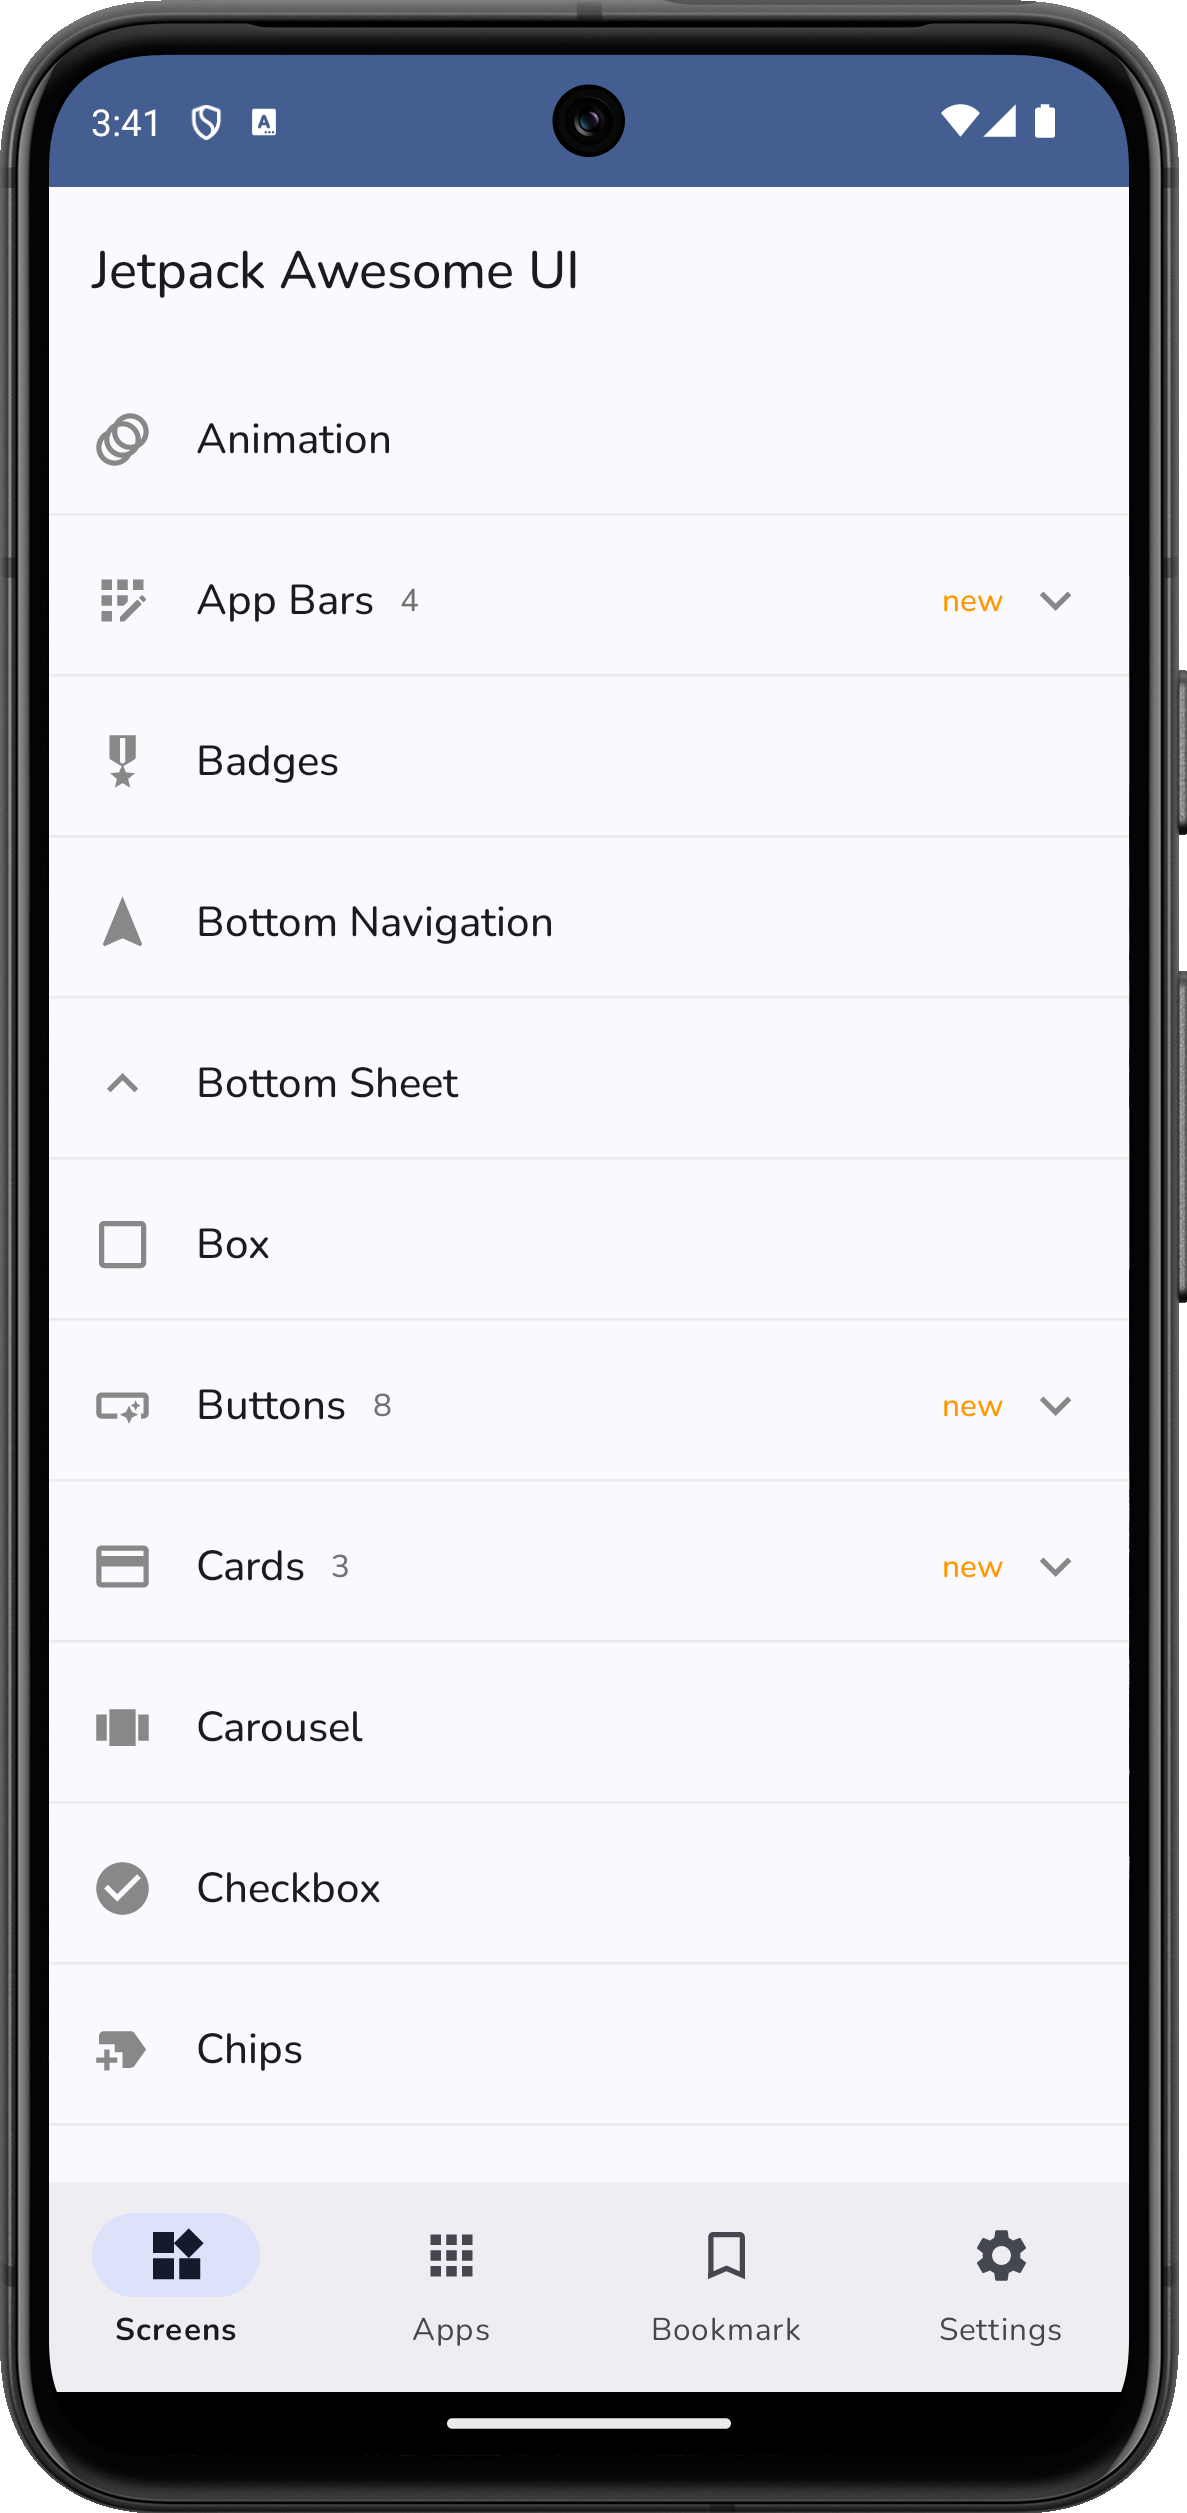 3:41
Jetpack Awesome UI
Animation
App Bars 4 new
Badges
Bottom Navigation
Bottom Sheet
Box
Buttons 8 new
Cards 3 new
Carousel
Checkbox
Chips
Screens Apps Bookmark Settings